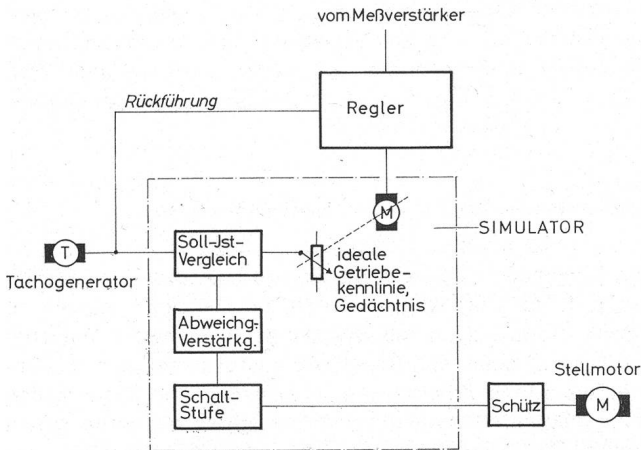 vom Meßverstärker
Regler
Rückführung
M
SIMULATOR
T
Tachogenerator
Soll-Jst-
Vergleich
ideale
Getriebe-
kennlinie,
Gedächtnis
Abweichg.-
Verstärkg.
Schalt-
Stufe
Schütz
Stellmotor
M